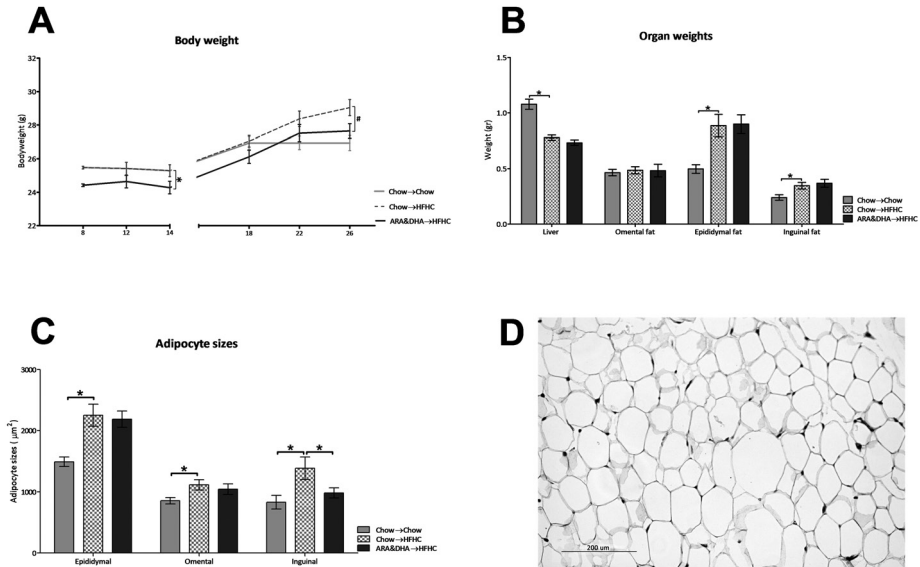 A
Body weight
Bodyweight (g)
32
30
28
26
24
22
8
12
14
18
22
26
*
#
Chow→Chow
Chow→HFHC
ARA&DHA→HFHC
B
Organ weights
Weight (gr)
1.5
1.0
0.5
0.0
*
*
*
Liver
Omental fat
Epididymal fat
Inguinal fat
Chow→Chow
Chow→HFHC
ARA&DHA→HFHC
C
Adipocyte sizes
Adipocyte sizes ( µm²)
3000
2000
1000
0
*
*
*
*
Epididymal
Omental
Inguinal
Chow→Chow
Chow→HFHC
ARA&DHA→HFHC
D
200 um